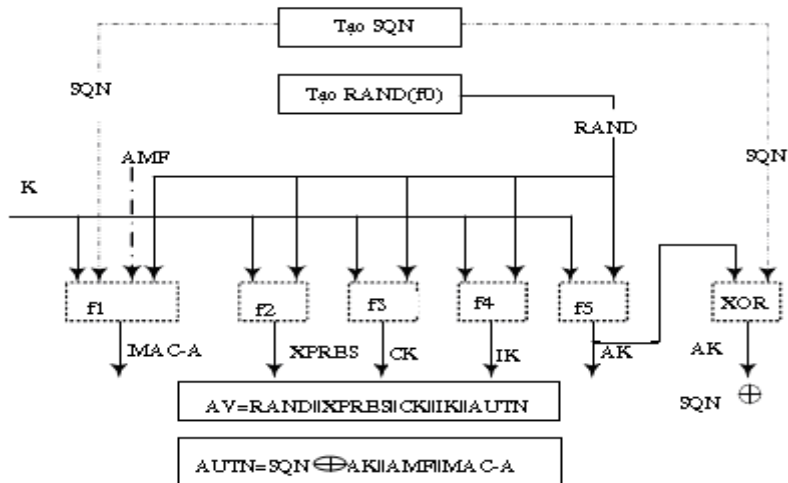 Tạo SQN
SQN
Tạo RAND(f0)
RAND
AMF
SQN
K
f1
f2
f3
f4
f5
XOR
MAC-A
XPRES
CK
IK
AK
AK
SQN ⊕
AV=RAND||XPRES||CK||IK||AUTN
AUTN=SQN ⊕ AK||AMF||MAC-A